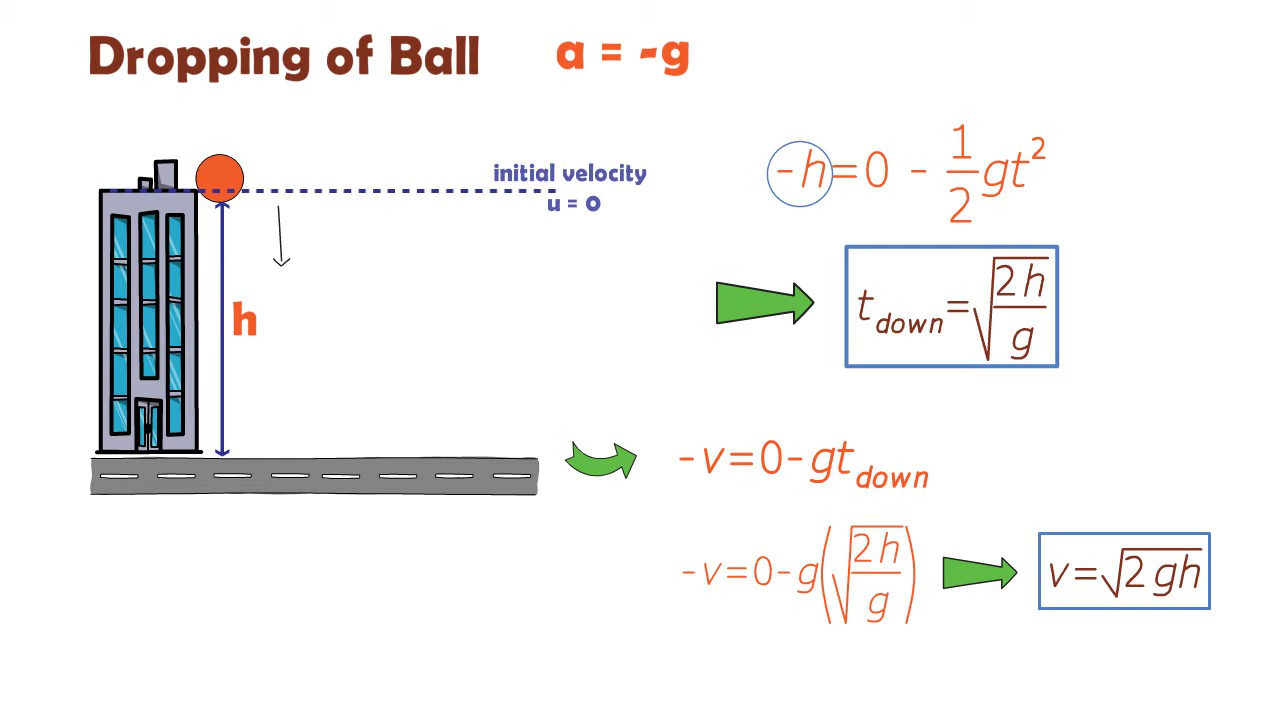 Dropping of Ball a = -g
initial velocity
u = 0
h
-h=0 - 1/2 gt²
t_down=√(2h/g)
-v=0-gt_down
-v=0-g(√(2h/g))
v=√(2gh)